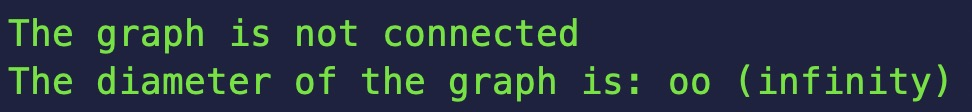 The graph is not connected
The diameter of the graph is: oo (infinity)